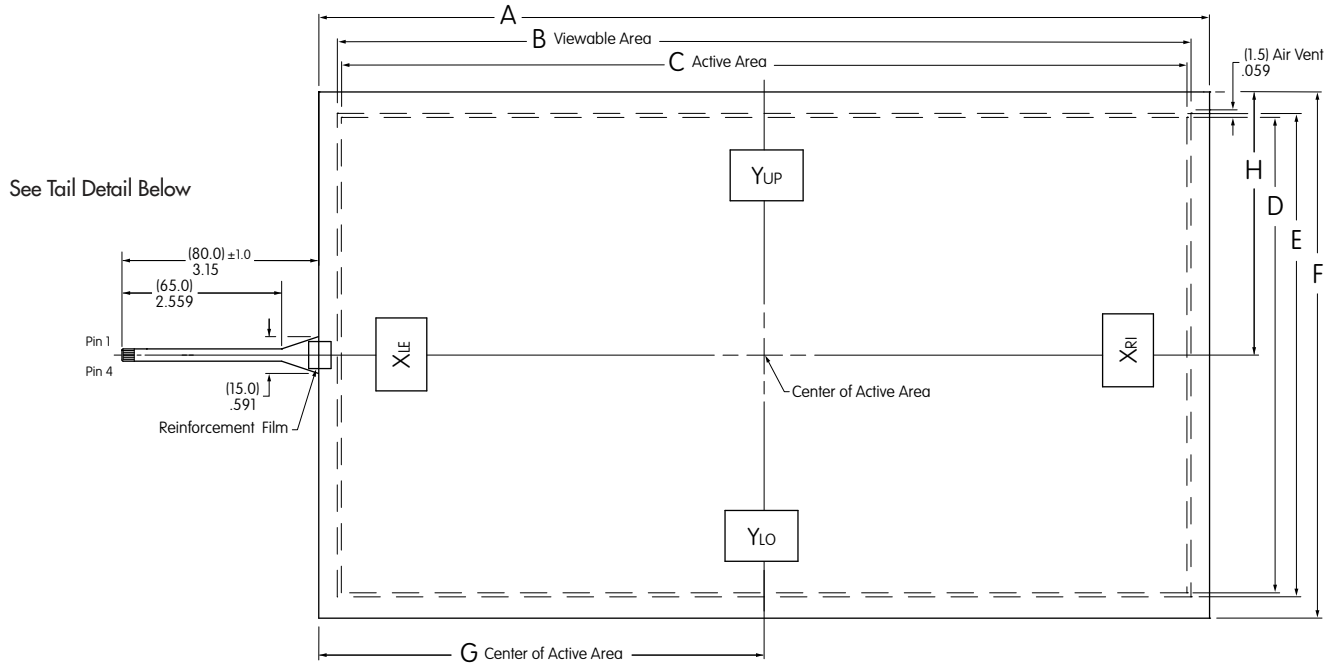 A
B Viewable Area
C Active Area
(1.5) Air Vent
.059
H
D
E
F
YUP
See Tail Detail Below
(80.0) ±1.0
3.15
(65.0)
2.559
Pin 1
Pin 4
XLE
XRI
(15.0)
.591
Center of Active Area
Reinforcement Film
YLO
G Center of Active Area